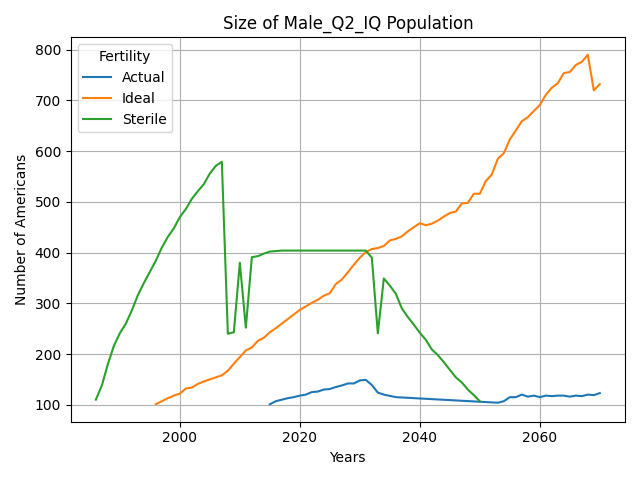 Size of Male_Q2_IQ Population
Fertility
Actual
Ideal
Sterile
Number of Americans
800
700
600
500
400
300
200
100
2000
2020
2040
2060
Years